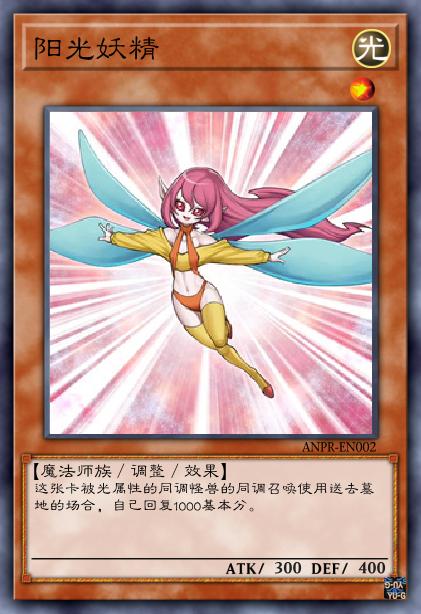 阳光妖精
光
ANPR-EN002
【魔法师族/调整/效果】
这张卡被光属性的同调怪兽的同调召唤使用送去墓
地的场合，自己回复1000基本分。
ATK/ 300 DEF/ 400